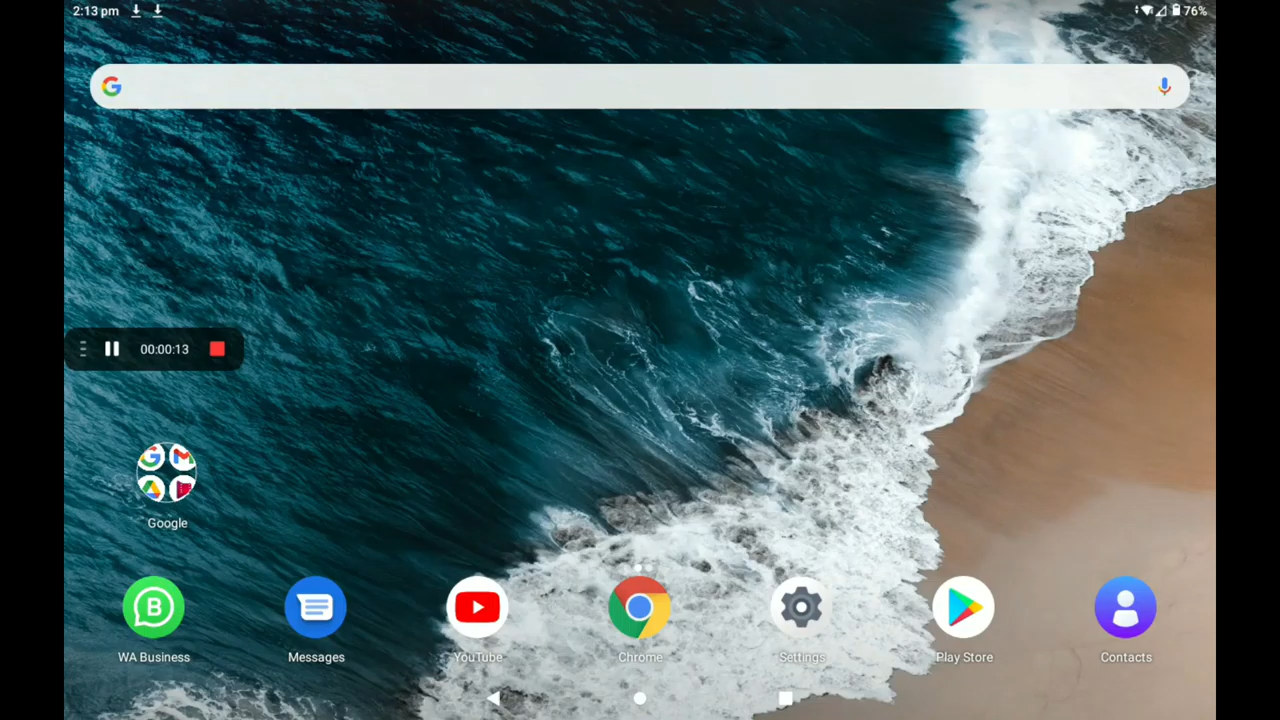 2:13 pm
76%
00:00:13
Google
B
WA Business
Messages
YouTube
Chrome
Settings
Play Store
Contacts